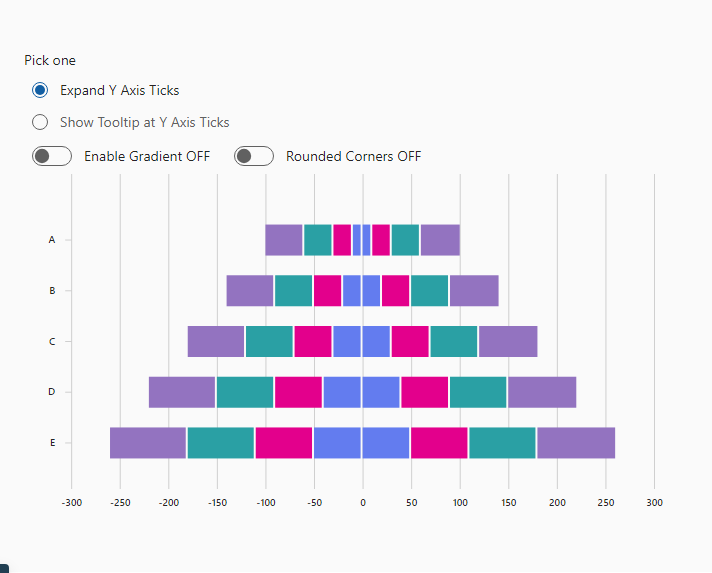 Pick one
Expand Y Axis Ticks
Show Tooltip at Y Axis Ticks
Enable Gradient OFF Rounded Corners OFF
A
B
C
D
E
-300 -250 -200 -150 -100 -50 0 50 100 150 200 250 300